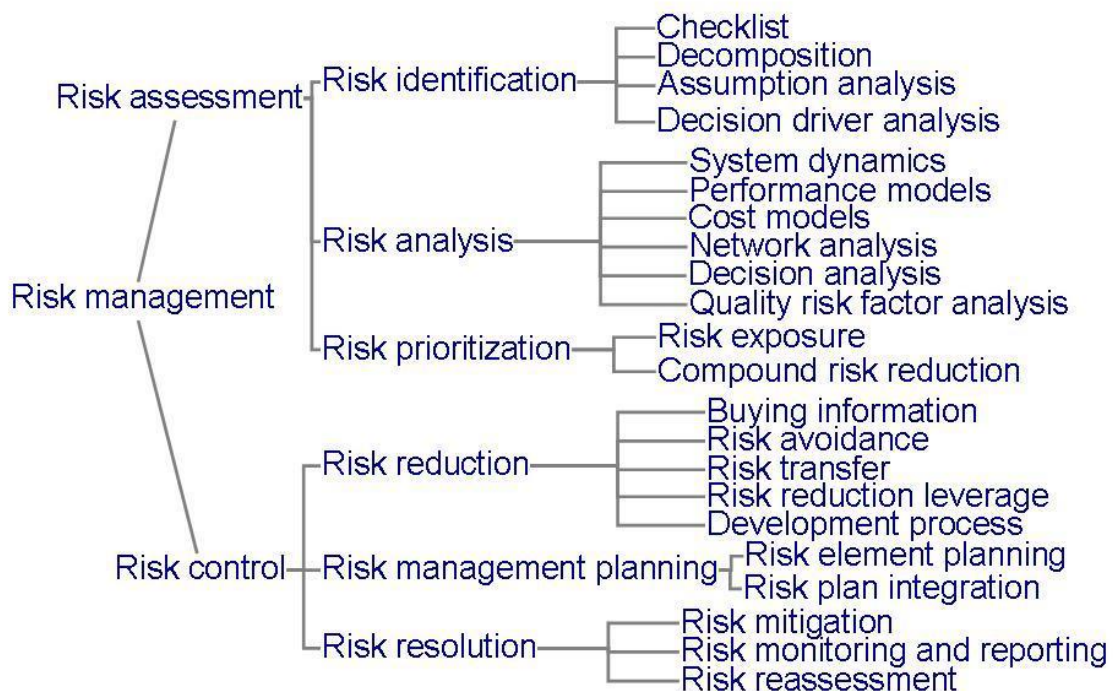 Checklist
Decomposition
Risk identification
Assumption analysis
Risk assessment
Decision driver analysis
System dynamics
Performance models
Cost models
Risk analysis
Network analysis
Decision analysis
Risk management
Quality risk factor analysis
Risk exposure
Risk prioritization
Compound risk reduction
Buying information
Risk avoidance
Risk reduction
Risk transfer
Risk reduction leverage
Development process
Risk element planning
Risk control
Risk management planning
Risk plan integration
Risk mitigation
Risk resolution
Risk monitoring and reporting
Risk reassessment